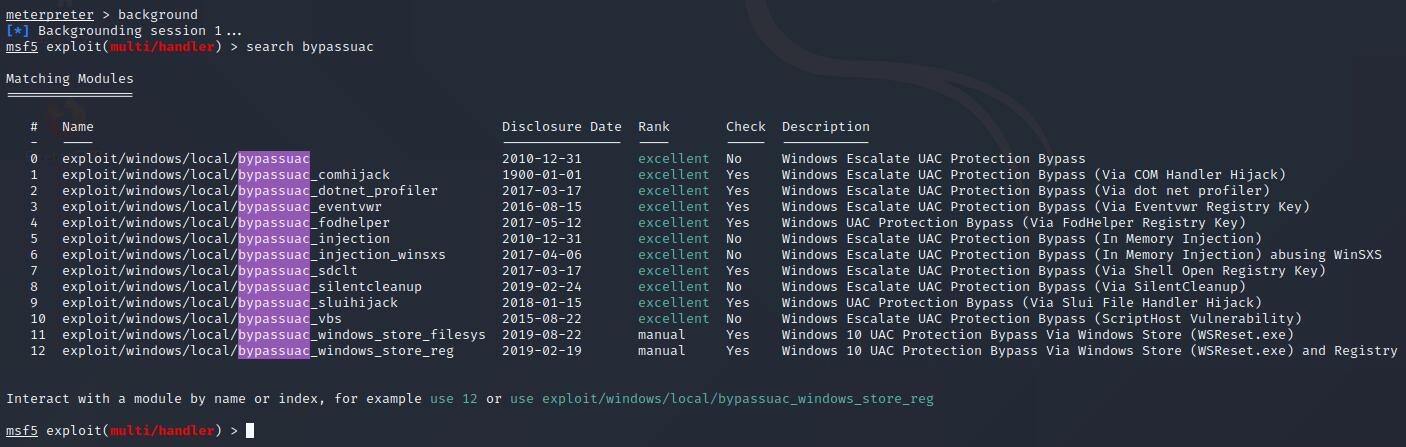 meterpreter > background
[*] Backgrounding session 1...
msf5 exploit(multi/handler) > search bypassuac
Matching Modules
================
#   Name   Disclosure Date  Rank   Check  Description
-   ----   ---------------  ----   -----  -----------
0   exploit/windows/local/bypassuac   2010-12-31   excellent  No   Windows Escalate UAC Protection Bypass
1   exploit/windows/local/bypassuac_comhijack   1900-01-01   excellent  Yes   Windows Escalate UAC Protection Bypass (Via COM Handler Hijack)
2   exploit/windows/local/bypassuac_dotnet_profiler   2017-03-17   excellent  Yes   Windows Escalate UAC Protection Bypass (Via dot net profiler)
3   exploit/windows/local/bypassuac_eventvwr   2016-08-15   excellent  Yes   Windows Escalate UAC Protection Bypass (Via Eventvwr Registry Key)
4   exploit/windows/local/bypassuac_fodhelper   2017-05-12   excellent  Yes   Windows UAC Protection Bypass (Via FodHelper Registry Key)
5   exploit/windows/local/bypassuac_injection   2010-12-31   excellent  No   Windows Escalate UAC Protection Bypass (In Memory Injection)
6   exploit/windows/local/bypassuac_injection_winsxs   2017-04-06   excellent  No   Windows Escalate UAC Protection Bypass (In Memory Injection) abusing WinSXS
7   exploit/windows/local/bypassuac_sdclt   2017-03-17   excellent  Yes   Windows Escalate UAC Protection Bypass (Via Shell Open Registry Key)
8   exploit/windows/local/bypassuac_silentcleanup   2019-02-24   excellent  No   Windows Escalate UAC Protection Bypass (Via SilentCleanup)
9   exploit/windows/local/bypassuac_sluihijack   2018-01-15   excellent  Yes   Windows UAC Protection Bypass (Via Slui File Handler Hijack)
10  exploit/windows/local/bypassuac_vbs   2015-08-22   excellent  No   Windows Escalate UAC Protection Bypass (ScriptHost Vulnerability)
11  exploit/windows/local/bypassuac_windows_store_filesys   2019-08-22   manual   Yes   Windows 10 UAC Protection Bypass Via Windows Store (WSReset.exe)
12  exploit/windows/local/bypassuac_windows_store_reg   2019-02-19   manual   Yes   Windows 10 UAC Protection Bypass Via Windows Store (WSReset.exe) and Registry
Interact with a module by name or index, for example use 12 or use exploit/windows/local/bypassuac_windows_store_reg
msf5 exploit(multi/handler) >